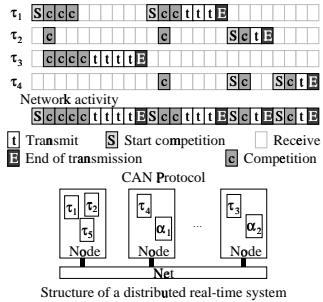 τ1 S c c c S c c t t t E
τ2 c c S c t E
τ3 c c c c t t t t E
τ4 c c S c S c t E
Network activity
S c c c c t t t t E S c c t t t E S c t E S c t E
t Transmit S Start competition Receive
E End of transmission c Competition
CAN Protocol
τ1 τ2 τ5 Node
τ4 α1 Node
...
τ3 α2 Node
Net
Structure of a distributed real-time system